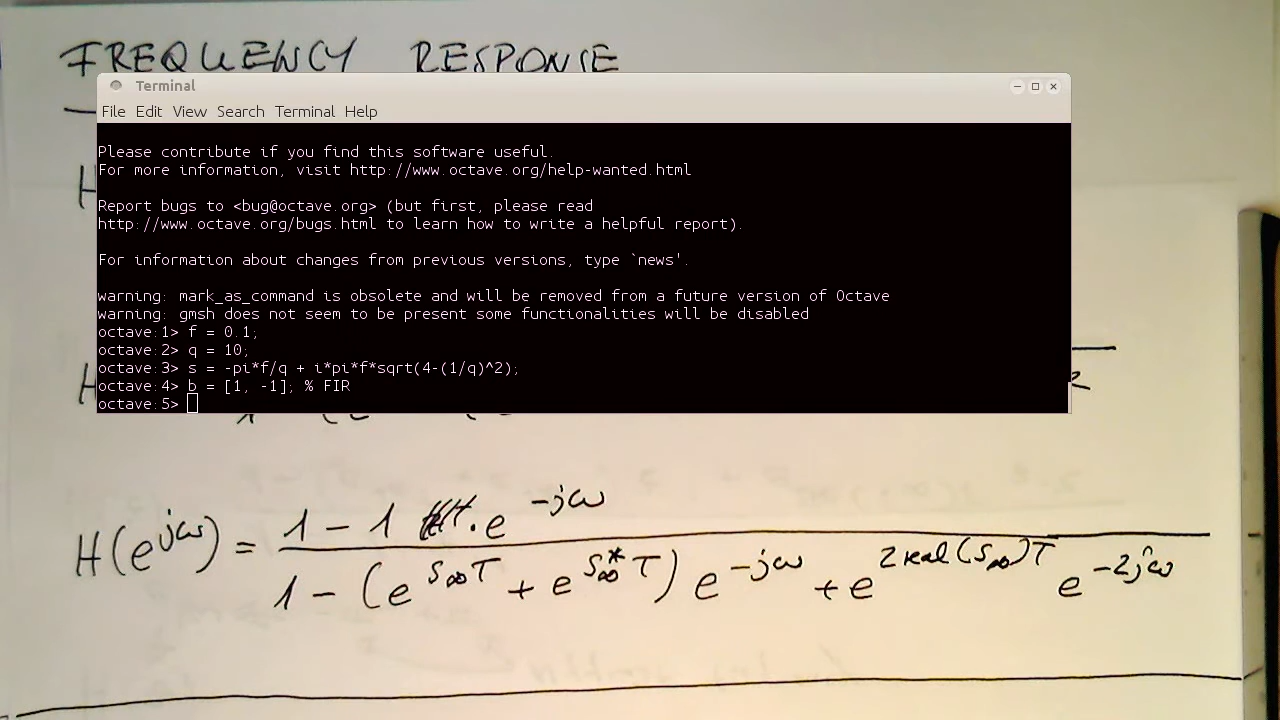 FREQUENCY RESPONSE
Terminal
File Edit View Search Terminal Help
Please contribute if you find this software useful.
For more information, visit http://www.octave.org/help-wanted.html
Report bugs to <bug@octave.org> (but first, please read
http://www.octave.org/bugs.html to learn how to write a helpful report).
For information about changes from previous versions, type `news'.
warning: mark_as_command is obsolete and will be removed from a future version of Octave
warning: gmsh does not seem to be present some functionalities will be disabled
octave:1> f = 0.1;
octave:2> q = 10;
octave:3> s = -pi*f/q + i*pi*f*sqrt(4-(1/q)^2);
octave:4> b = [1, -1]; % FIR
octave:5>
H
H
1 - 1 · e^{-jω}
H(e^{jω}) =
1 - (e^{s_∞ T} + e^{s_∞^* T}) e^{-jω} + e^{2real(s_∞)T} e^{-2jω}